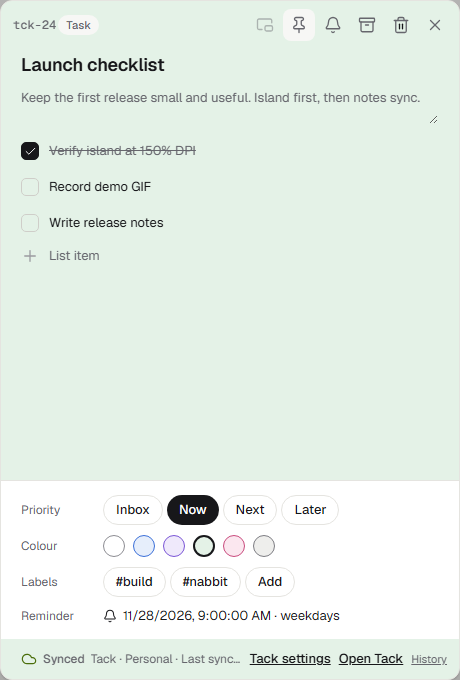 tck-24 Task
Launch checklist
Keep the first release small and useful. Island first, then notes sync.
Verify island at 150% DPI
Record demo GIF
Write release notes
List item
Priority Inbox Now Next Later
Colour
Labels #build #nabbit Add
Reminder 11/28/2026, 9:00:00 AM · weekdays
Synced Tack · Personal · Last sync… Tack settings Open Tack History